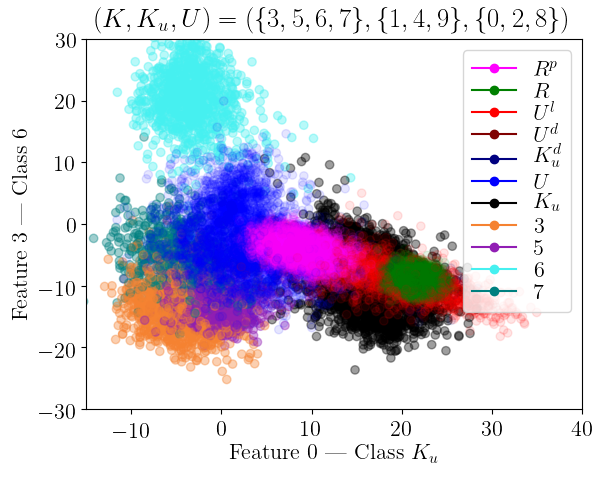 (K, K_u, U) = ({3, 5, 6, 7}, {1, 4, 9}, {0, 2, 8})
30
20
10
0
−10
−20
−30
Feature 3 — Class 6
R^p
R
U^l
U^d
K_u^d
U
K_u
3
5
6
7
−10
0
10
20
30
40
Feature 0 — Class K_u